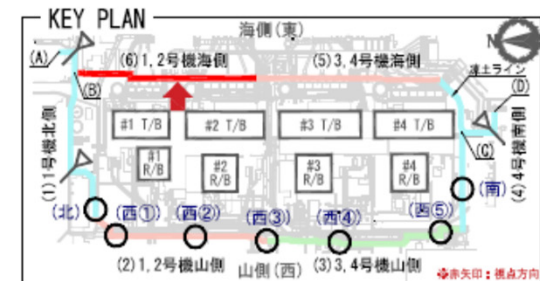 KEY PLAN
海側(東)
N
(A)
(6)1,2号機海側
(5)3,4号機海側
凍土ライン
(B)
(D)
#1 T/B
#2 T/B
#3 T/B
#4 T/B
(C)
(1)1号機北側
#1
R/B
#2
R/B
#3
R/B
#4
R/B
(4)4号機南側
(北)
(西①)
(西②)
(西③)
(西④)
(西⑤)
(南)
(2)1,2号機山側
山側(西)
(3)3,4号機山側
赤矢印:視点方向